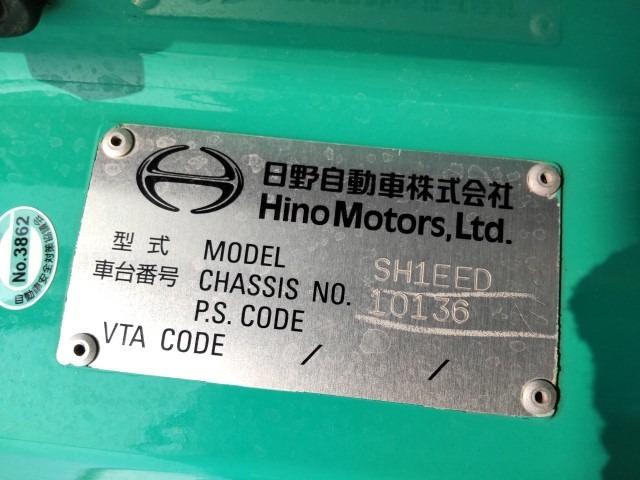 日野自動車株式会社
Hino Motors, Ltd.
型式 MODEL SH1EED
車台番号 CHASSIS NO. 10136
P.S. CODE
VTA CODE / /
No.3862